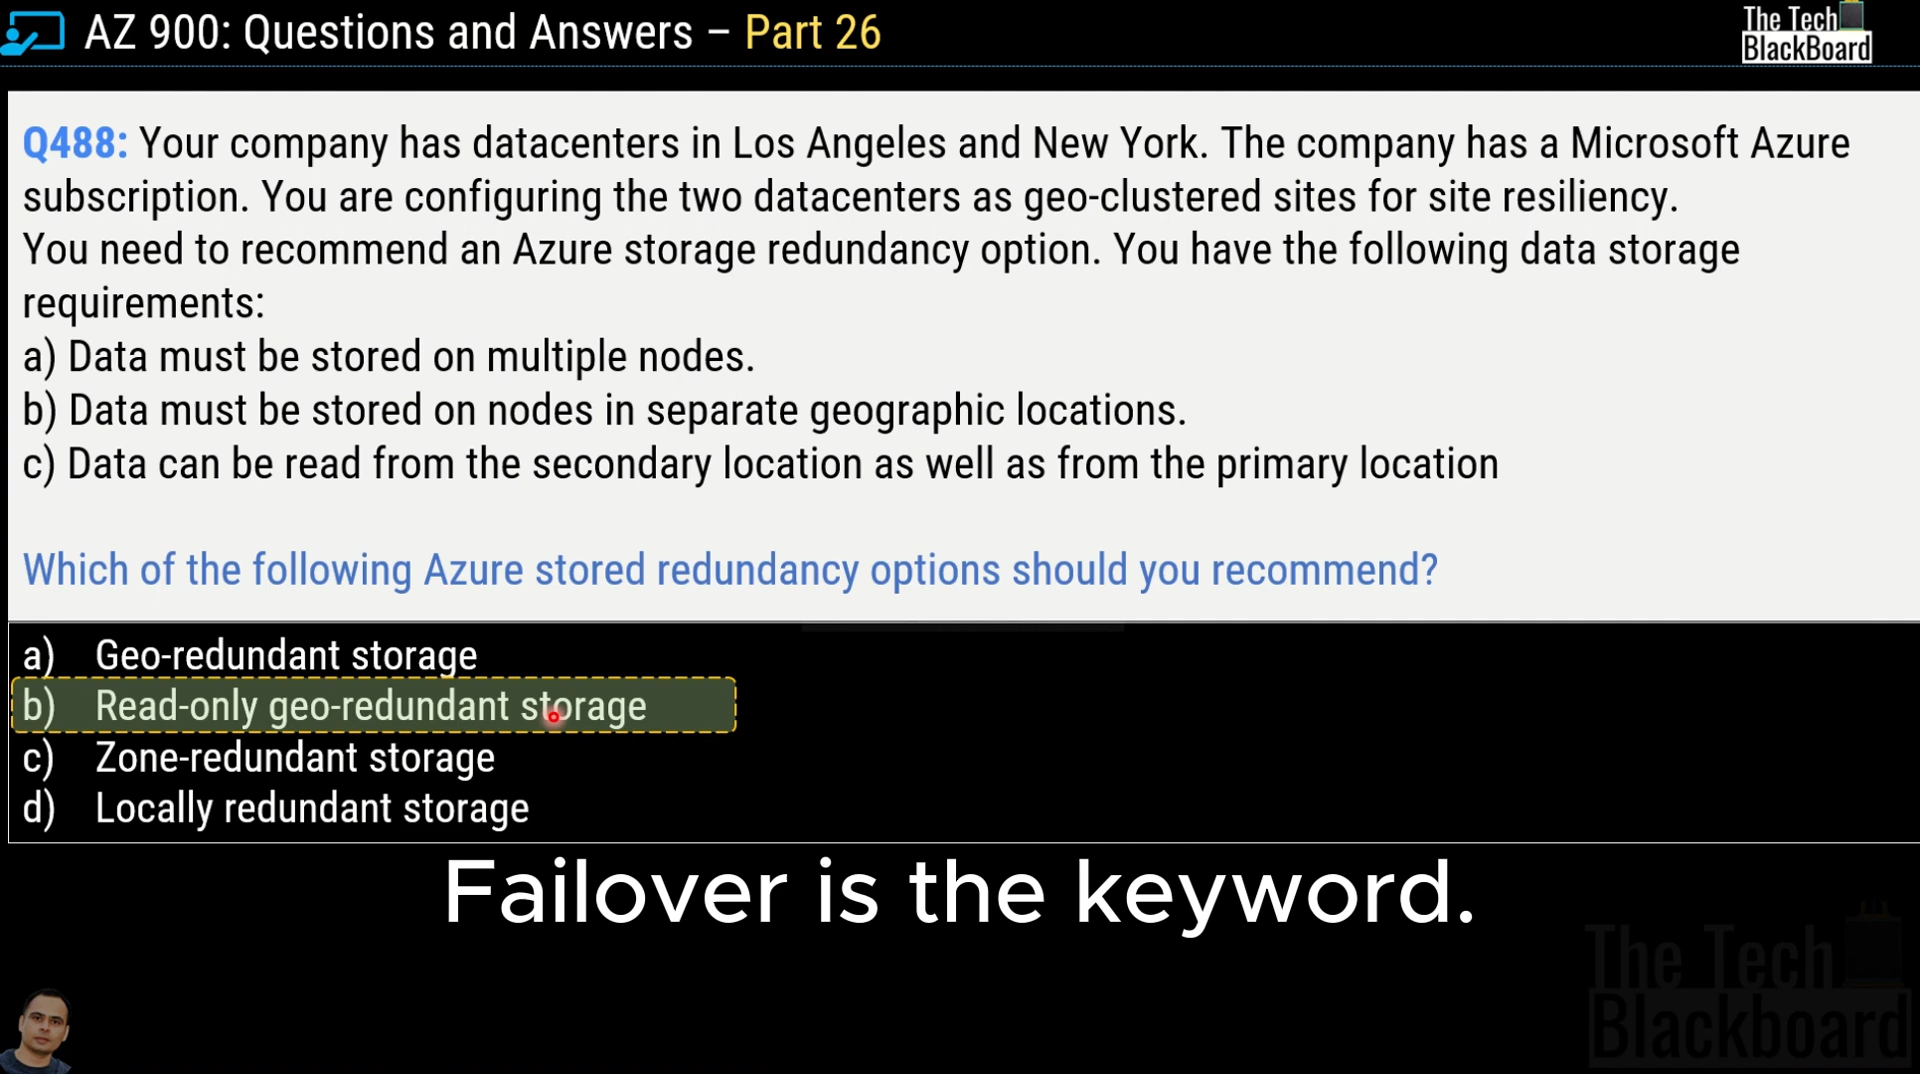 AZ 900: Questions and Answers – Part 26
The Tech
BlackBoard
Q488: Your company has datacenters in Los Angeles and New York. The company has a Microsoft Azure
subscription. You are configuring the two datacenters as geo-clustered sites for site resiliency.
You need to recommend an Azure storage redundancy option. You have the following data storage
requirements:
a) Data must be stored on multiple nodes.
b) Data must be stored on nodes in separate geographic locations.
c) Data can be read from the secondary location as well as from the primary location
Which of the following Azure stored redundancy options should you recommend?
a) Geo-redundant storage
b) Read-only geo-redundant storage
c) Zone-redundant storage
d) Locally redundant storage
Failover is the keyword.
The Tech
Blackboard